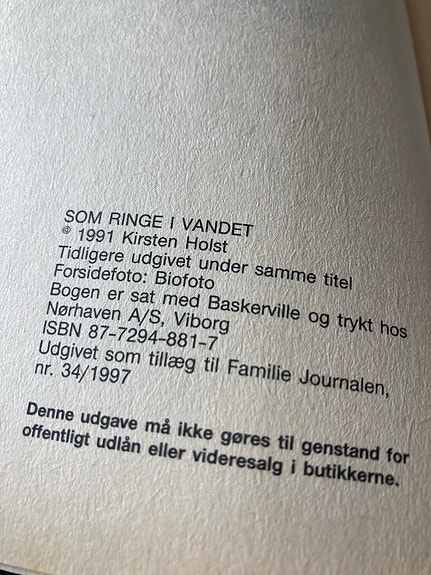 SOM RINGE I VANDET
© 1991 Kirsten Holst
Tidligere udgivet under samme titel
Forsidefoto: Biofoto
Bogen er sat med Baskerville og trykt hos
Nørhaven A/S, Viborg
ISBN 87-7294-881-7
Udgivet som tillæg til Familie Journalen,
nr. 34/1997
Denne udgave må ikke gøres til genstand for
offentligt udlån eller videresalg i butikkerne.